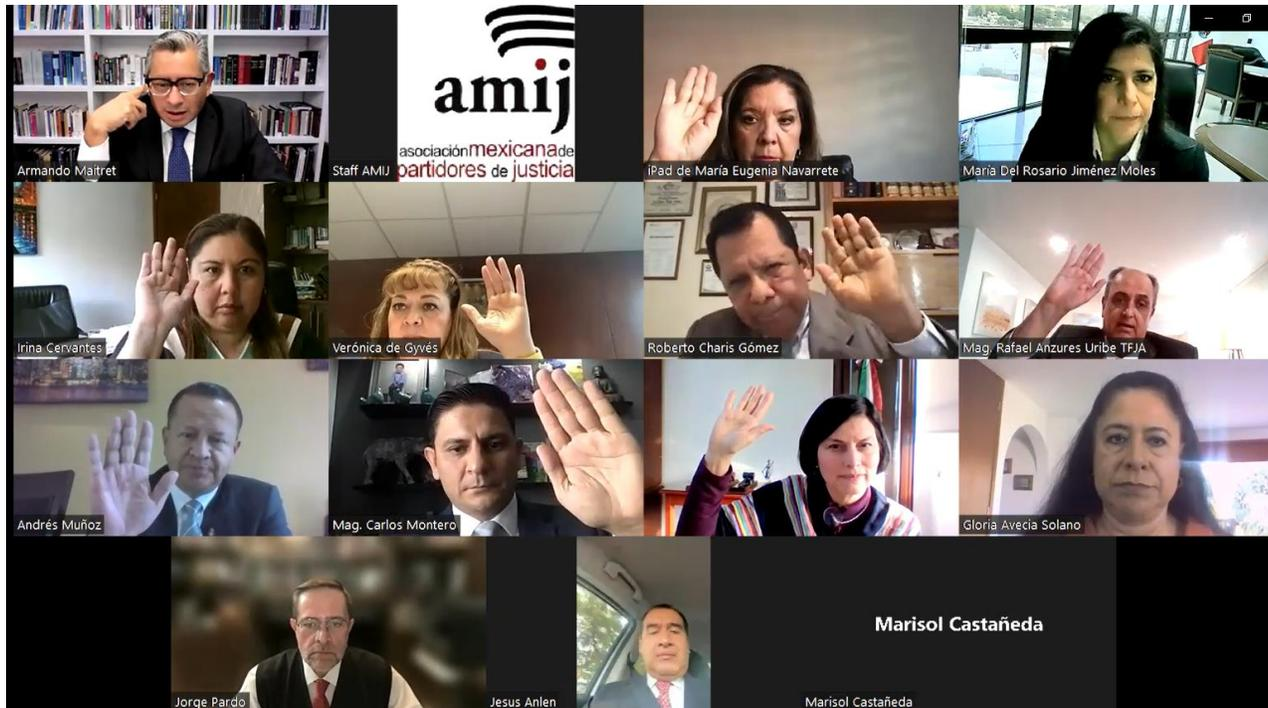 amij
asociación mexicana de
partidores de justicia
Armando Maitret
Staff AMIJ
iPad de María Eugenia Navarrete
María Del Rosario Jiménez Moles
Irina Cervantes
Verónica de Gyvés
Roberto Charis Gómez
Mag. Rafael Anzures Uribe TFJA
Andrés Muñoz
Mag. Carlos Montero
Gloria Avecia Solano
Marisol Castañeda
Jorge Pardo
Jesus Anlen
Marisol Castañeda